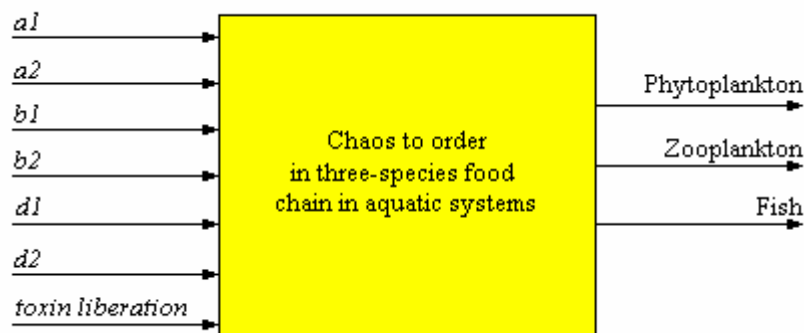 a1
a2
b1
b2
d1
d2
toxin liberation
Chaos to order
in three-species food
chain in aquatic systems
Phytoplankton
Zooplankton
Fish